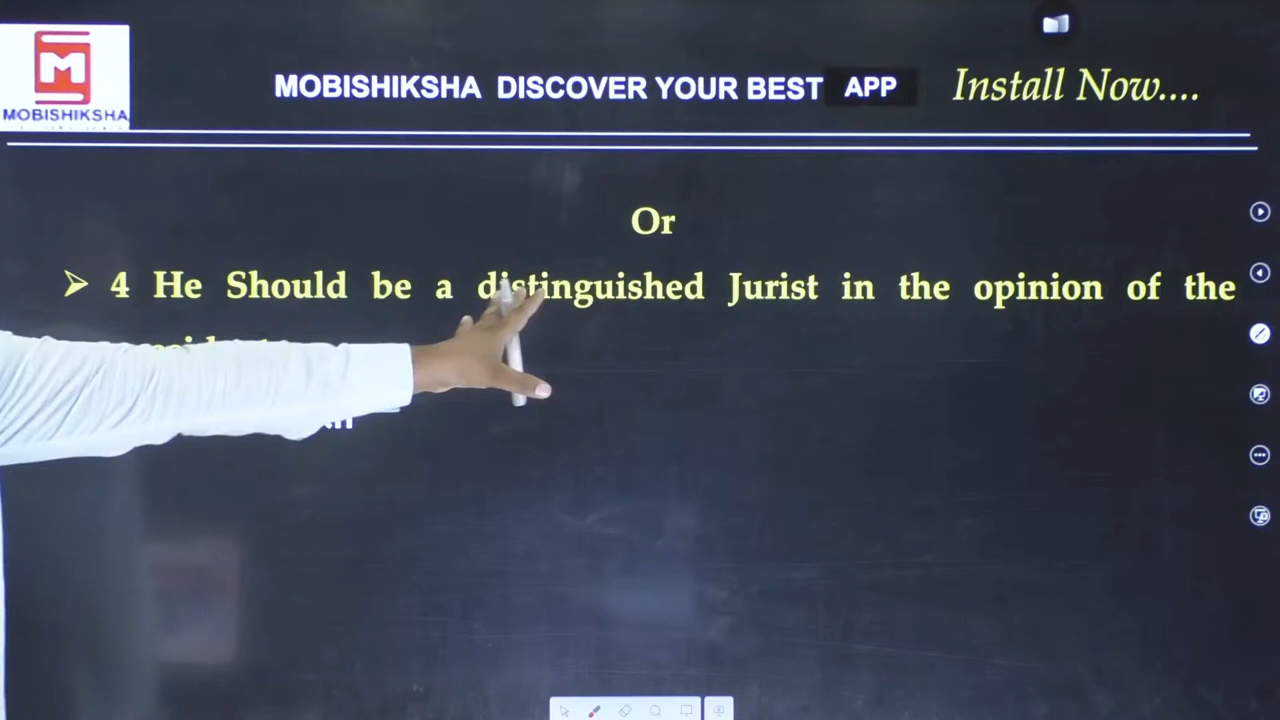 M
MOBISHIKSHA
MOBISHIKSHA DISCOVER YOUR BEST APP
Install Now....
Or
➢ 4 He Should be a distinguished Jurist in the opinion of the